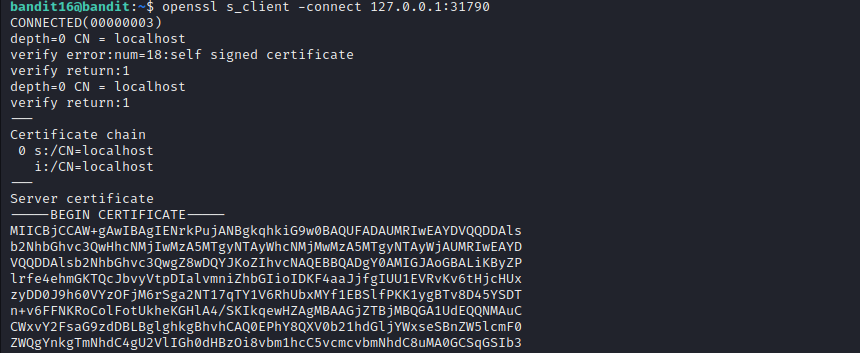 bandit16@bandit:~$ openssl s_client -connect 127.0.0.1:31790
CONNECTED(00000003)
depth=0 CN = localhost
verify error:num=18:self signed certificate
verify return:1
depth=0 CN = localhost
verify return:1
---
Certificate chain
 0 s:/CN=localhost
   i:/CN=localhost
---
Server certificate
-----BEGIN CERTIFICATE-----
MIICBjCCAW+gAwIBAgIENrkPujANBgkqhkiG9w0BAQUFADAUMRIwEAYDVQQDDAls
b2NhbGhvc3QwHhcNMjIwMzA5MTgyNTAyWhcNMjMwMzA5MTgyNTAyWjAUMRIwEAYD
VQQDDAlsb2NhbGhvc3QwgZ8wDQYJKoZIhvcNAQEBBQADgY0AMIGJAoGBALiKByZP
lrfe4ehmGKTQcJbvyVtpDIalvmniZhbGIioIDKF4aaJjfgIUU1EVRvKv6tHjcHUx
zyDD0J9h60VYzOFjM6rSga2NT17qTY1V6RhUbxMYf1EBSlfPKK1ygBTv8D45YSDT
n+v6FFNKRoColFotUkheKGHlA4/SKIkqewHZAgMBAAGjZTBjMBQGA1UdEQQNMAuC
CWxvY2FsaG9zdDBLBglghkgBhvhCAQ0EPhY8QXV0b21hdGljYWxseSBnZW5lcmF0
ZWQgYnkgTmNhdC4gU2VlIGh0dHBzOi8vbm1hcC5vcmcvbmNhdC8uMA0GCSqGSIb3